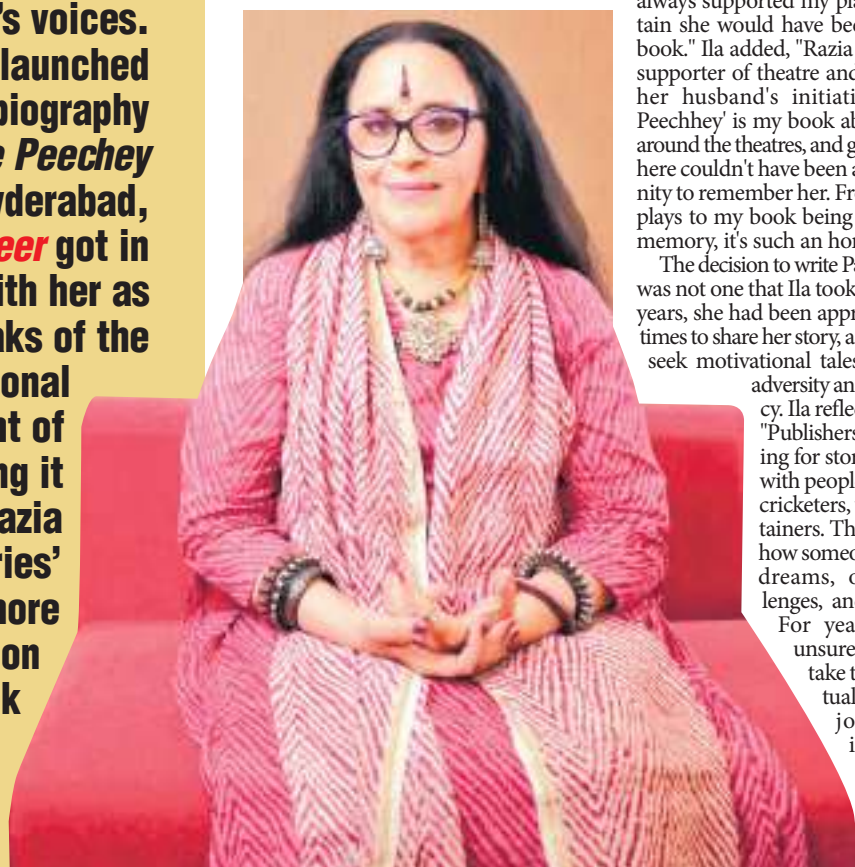 's voices.
launched
biography
Peechey
yderabad,
eer got in
ith her as
aks of the
onal
nt of
ng it
azia
ries’
nore
on
k
tain she would have bee
book." Ila added, "Razia
supporter of theatre and
her husband's initiati
Peechhey' is my book ab
around the theatres, and g
here couldn't have been a
nity to remember her. Fr
plays to my book being
memory, it's such an hon
The decision to write Pa
was not one that Ila took
years, she had been appr
times to share her story, a
seek motivational tales
adversity an
cy. Ila refle
"Publishers
ing for stor
with peopl
cricketers,
tainers. Th
how someo
dreams, o
lenges, an
For yea
unsure
take t
tual
jo
i